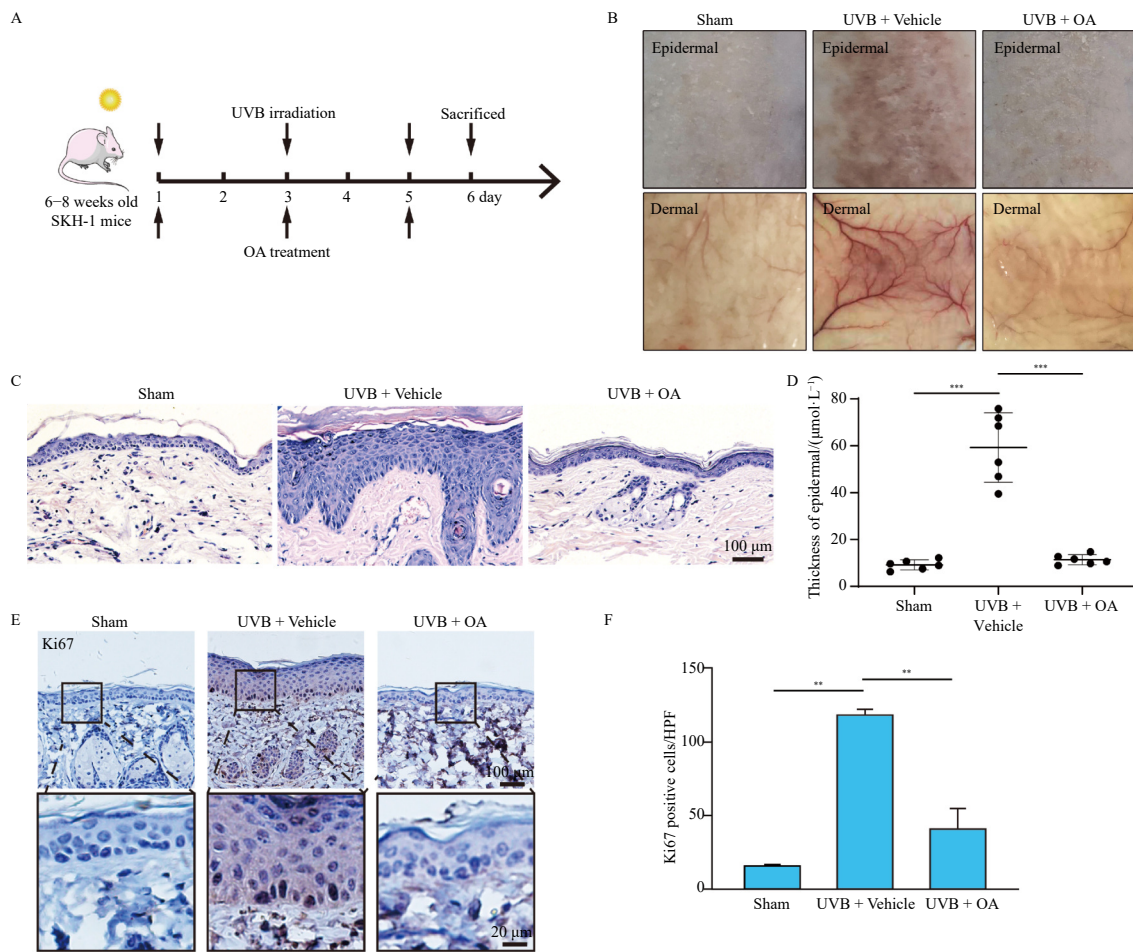 A
UVB irradiation
Sacrificed
6−8 weeks old
SKH-1 mice
1
2
3
4
5
6 day
OA treatment
B
Sham
UVB + Vehicle
UVB + OA
Epidermal
Epidermal
Epidermal
Dermal
Dermal
Dermal
C
Sham
UVB + Vehicle
UVB + OA
100 μm
D
Thickness of epidermal/(μmol·L−1)
80
60
40
20
0
***
***
Sham
UVB +
Vehicle
UVB + OA
E
Sham
UVB + Vehicle
UVB + OA
Ki67
100 μm
20 μm
F
Ki67 positive cells/HPF
150
100
50
0
**
**
Sham
UVB + Vehicle
UVB + OA